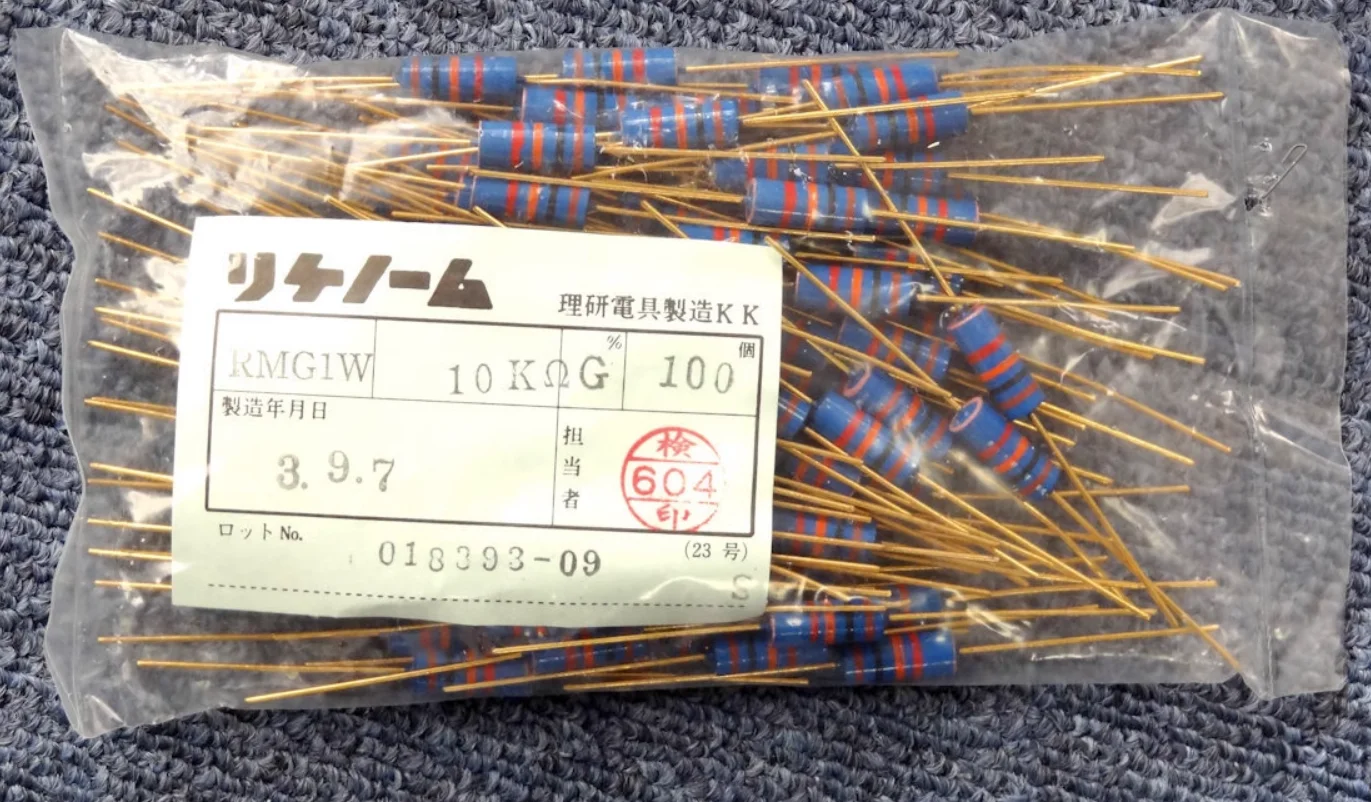 リケノーム
理研電具製造KK
RMG1W 10KΩ G % 100 個
製造年月日
3.9.7
担当者
検
604
印
ロットNo. 018393-09
(23号)
S